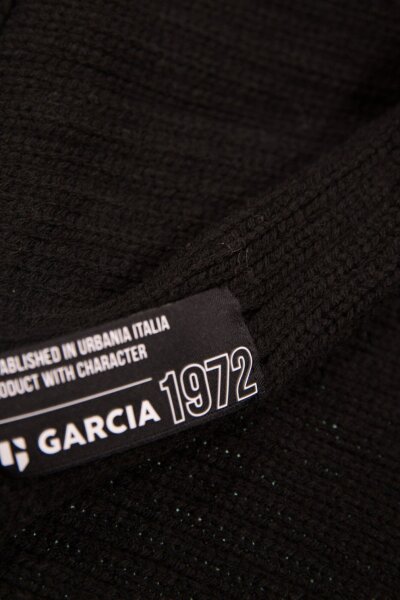 ABLISHED IN URBANIA ITALIA
ODUCT WITH CHARACTER
GARCIA 1972